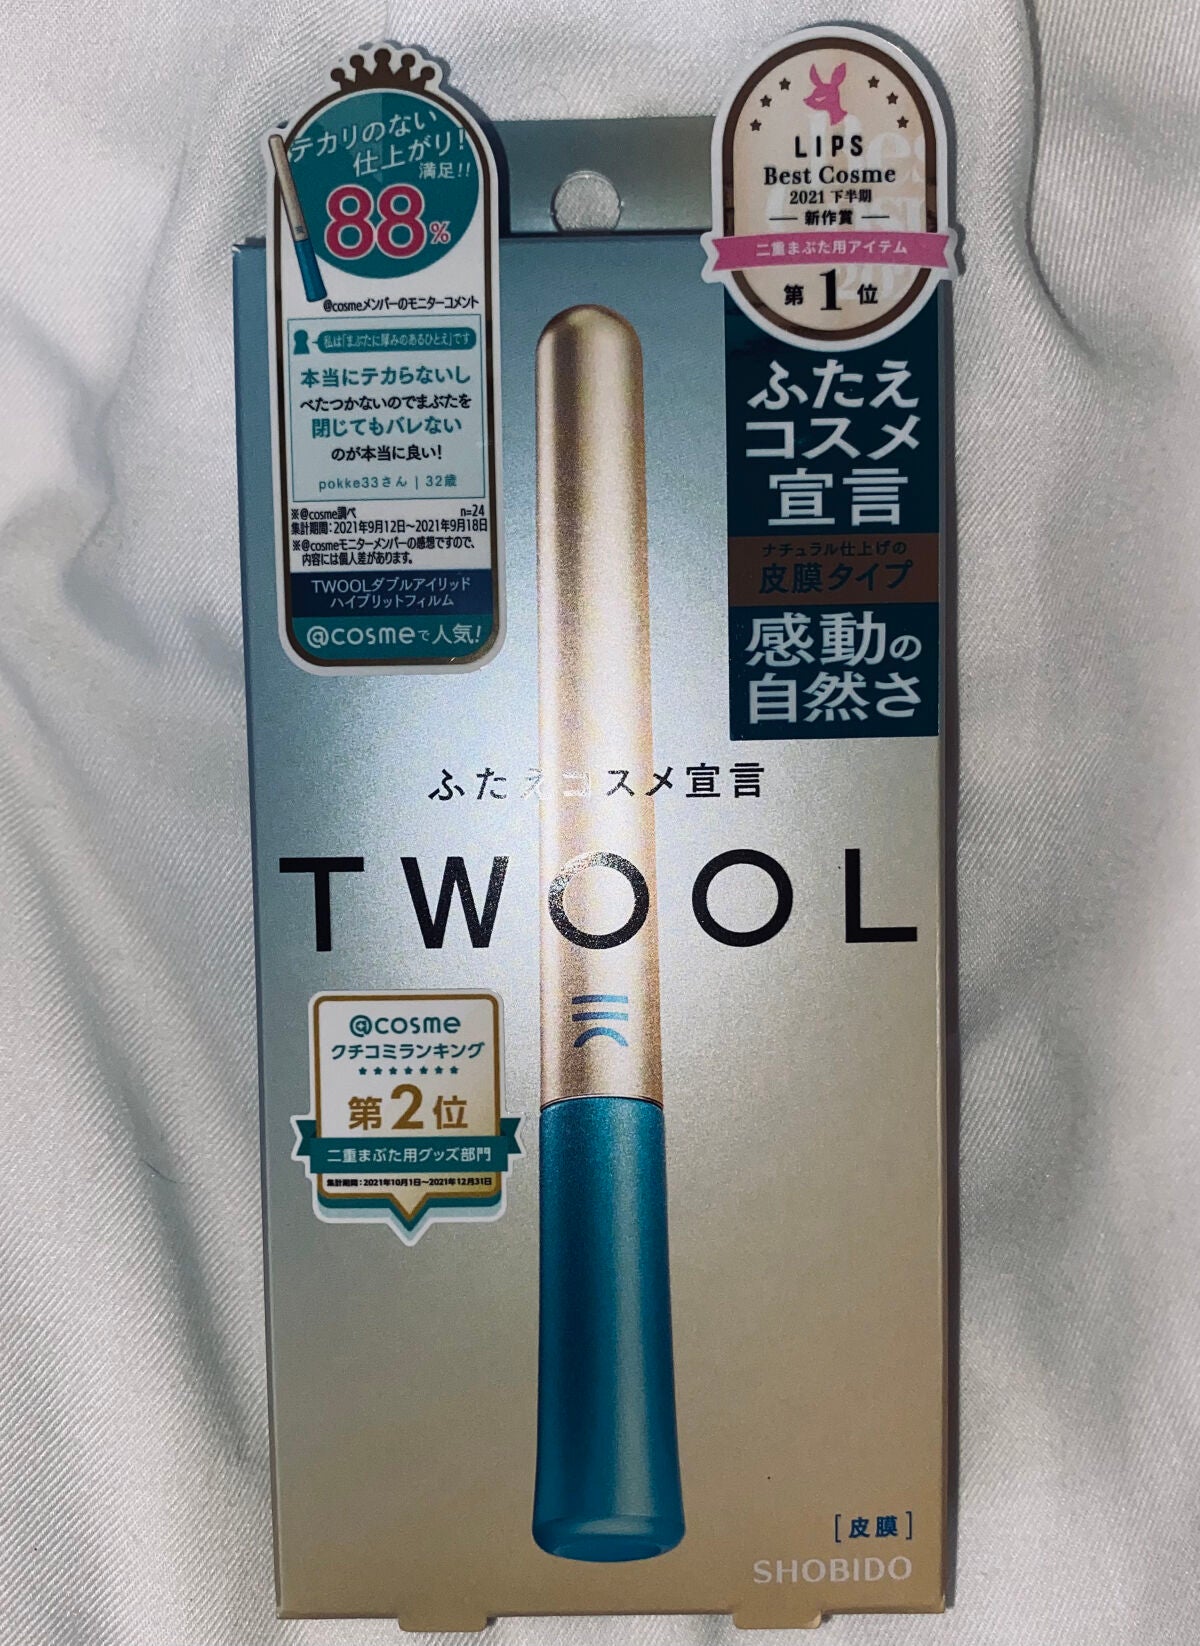 テカリのない
仕上がり!
満足!!
88%
@cosmeメンバーのモニターコメント
私は「まぶたに厚みのあるひとえ」です
本当にテカらないし
べたつかないのでまぶたを
閉じてもバレない
のが本当に良い!
pokke33さん | 32歳
※@cosme調べ n=24
集計期間:2021年9月12日〜2021年9月18日
※@cosmeモニターメンバーの感想ですので、
内容には個人差があります。
TWOOLダブルアイリッド
ハイブリットフィルム
@cosmeで人気!
LIPS
Best Cosme
2021 下半期
新作賞
二重まぶた用アイテム
第1位
ふたえ
コスメ
宣言
ナチュラル仕上げの
皮膜タイプ
感動の
自然さ
ふたえコスメ宣言
TWOOL
@cosme
クチコミランキング
第2位
二重まぶた用グッズ部門
集計期間:2021年10月1日〜2021年12月31日
[皮膜]
SHOBIDO